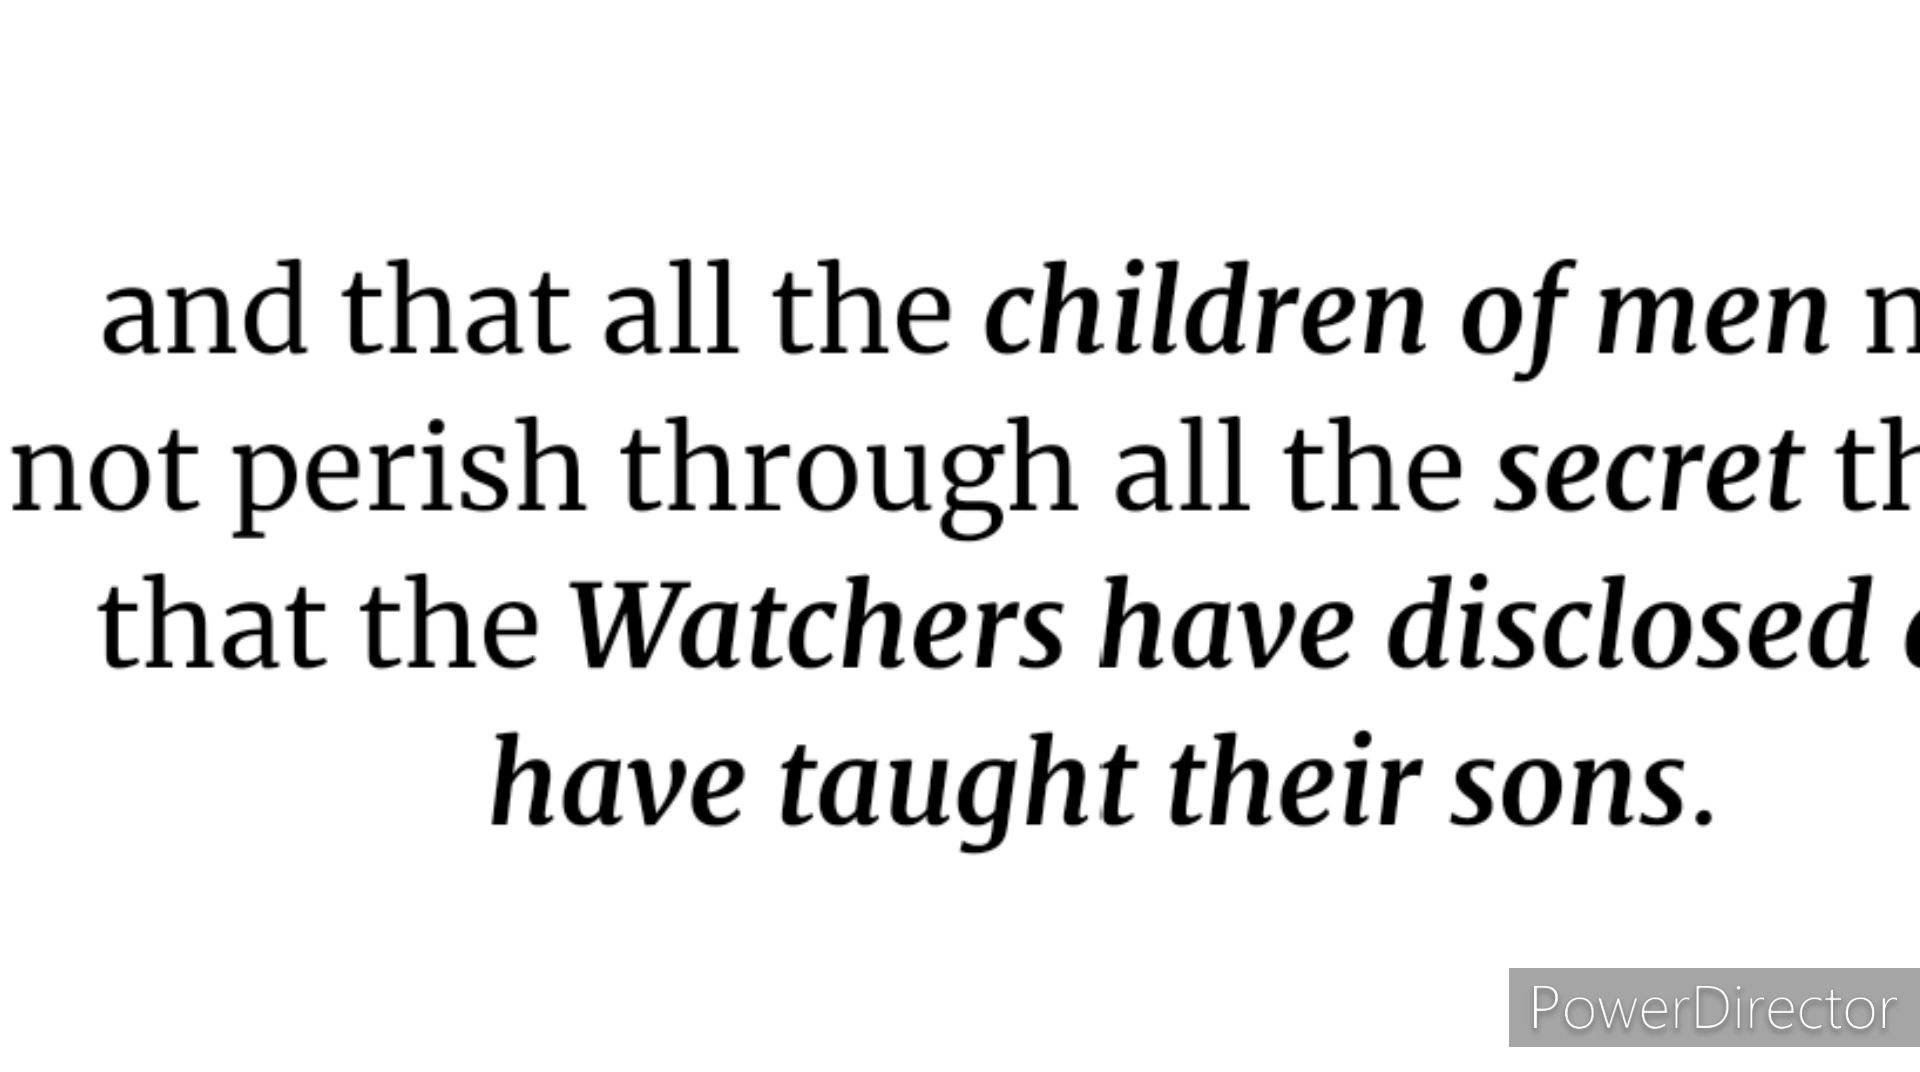 and that all the children of men
not perish through all the secret
that the Watchers have disclosed
have taught their sons.
PowerDirector